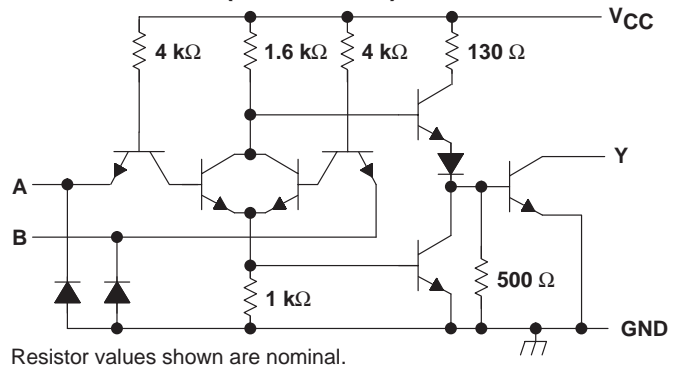 VCC
4 kΩ 1.6 kΩ 4 kΩ 130 Ω
Y
A
B
500 Ω
1 kΩ
GND
Resistor values shown are nominal.